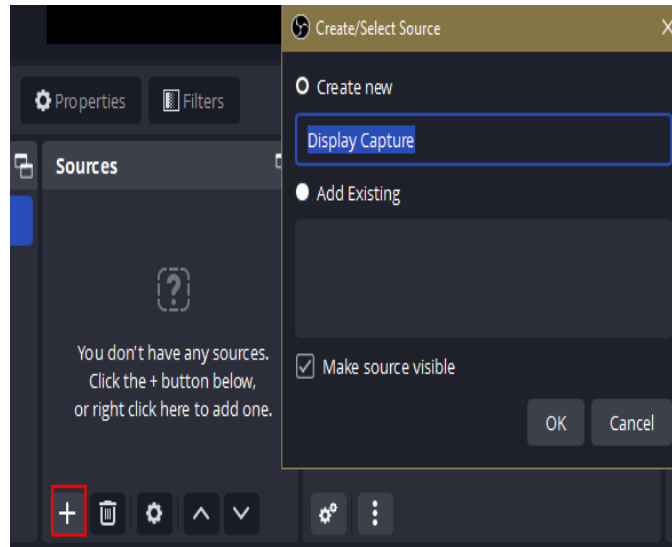 Create/Select Source
Create new
Display Capture
Add Existing
Make source visible
OK Cancel
Properties Filters
Sources
You don't have any sources.
Click the + button below,
or right click here to add one.